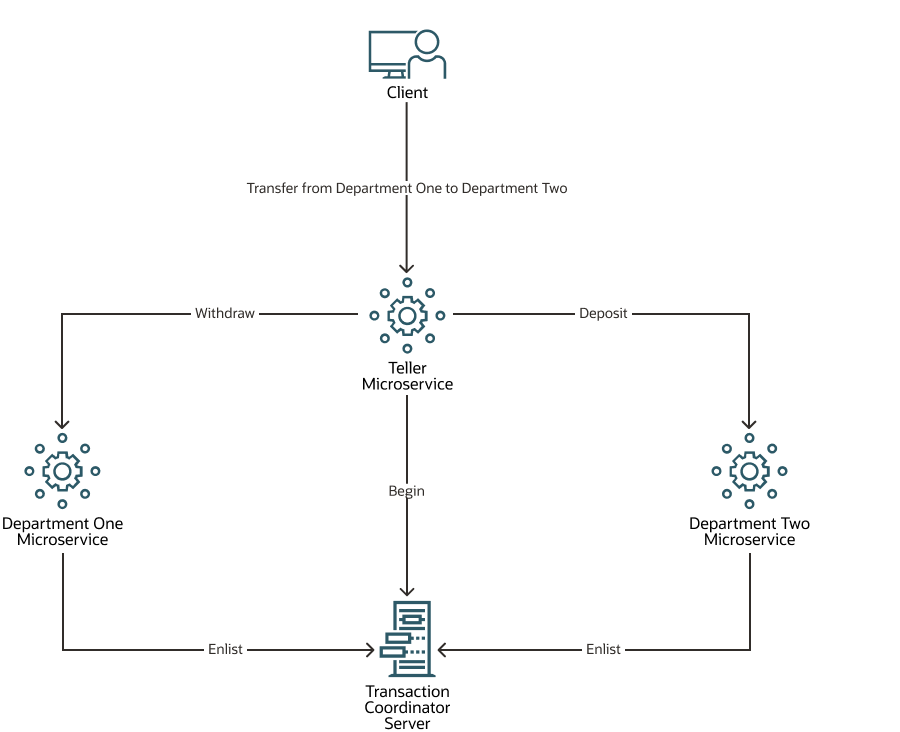 Client
Transfer from Department One to Department Two
Withdraw
Deposit
Teller
Microservice
Begin
Department One
Microservice
Department Two
Microservice
Enlist
Enlist
Transaction
Coordinator
Server